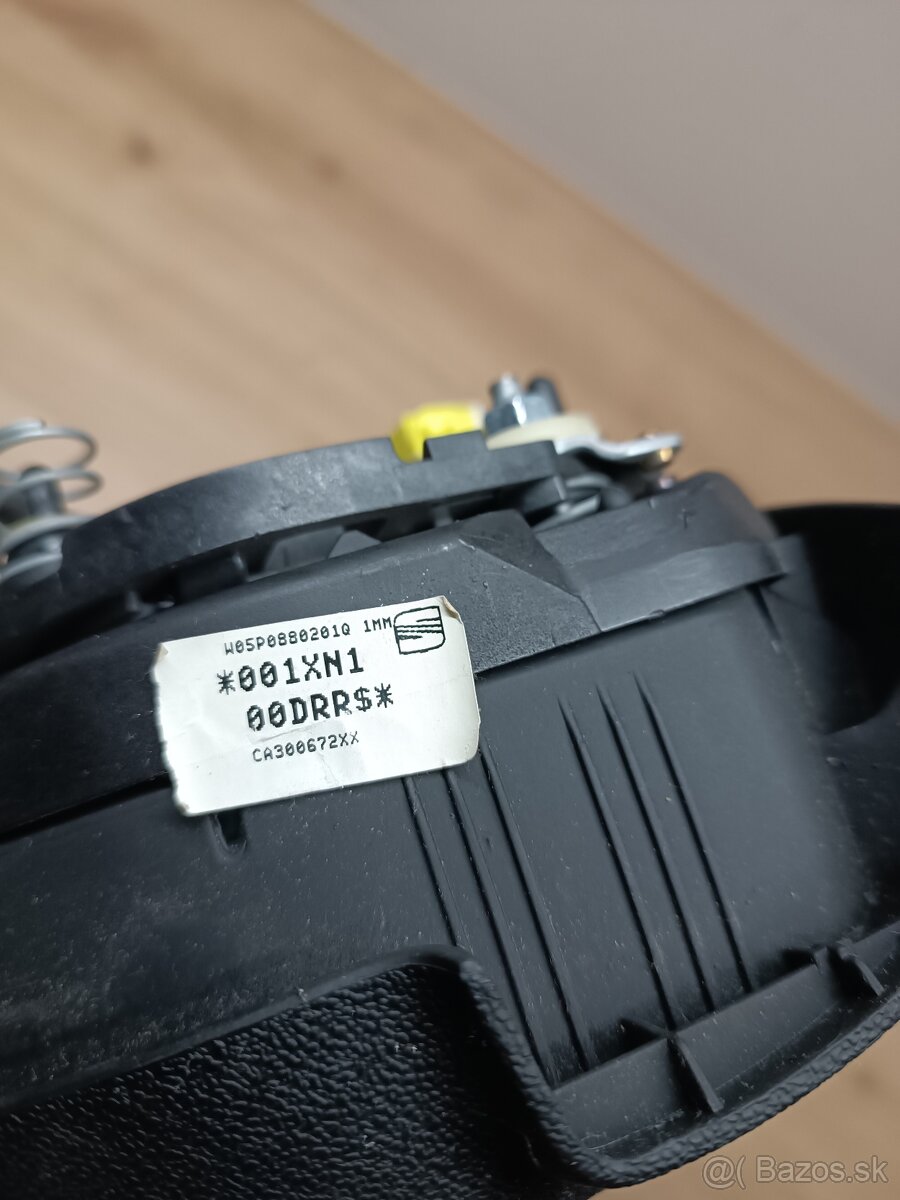 W05P0880201Q 1MM
*001XN1
00DRR$*
CA300672XX
@( Bazos.sk